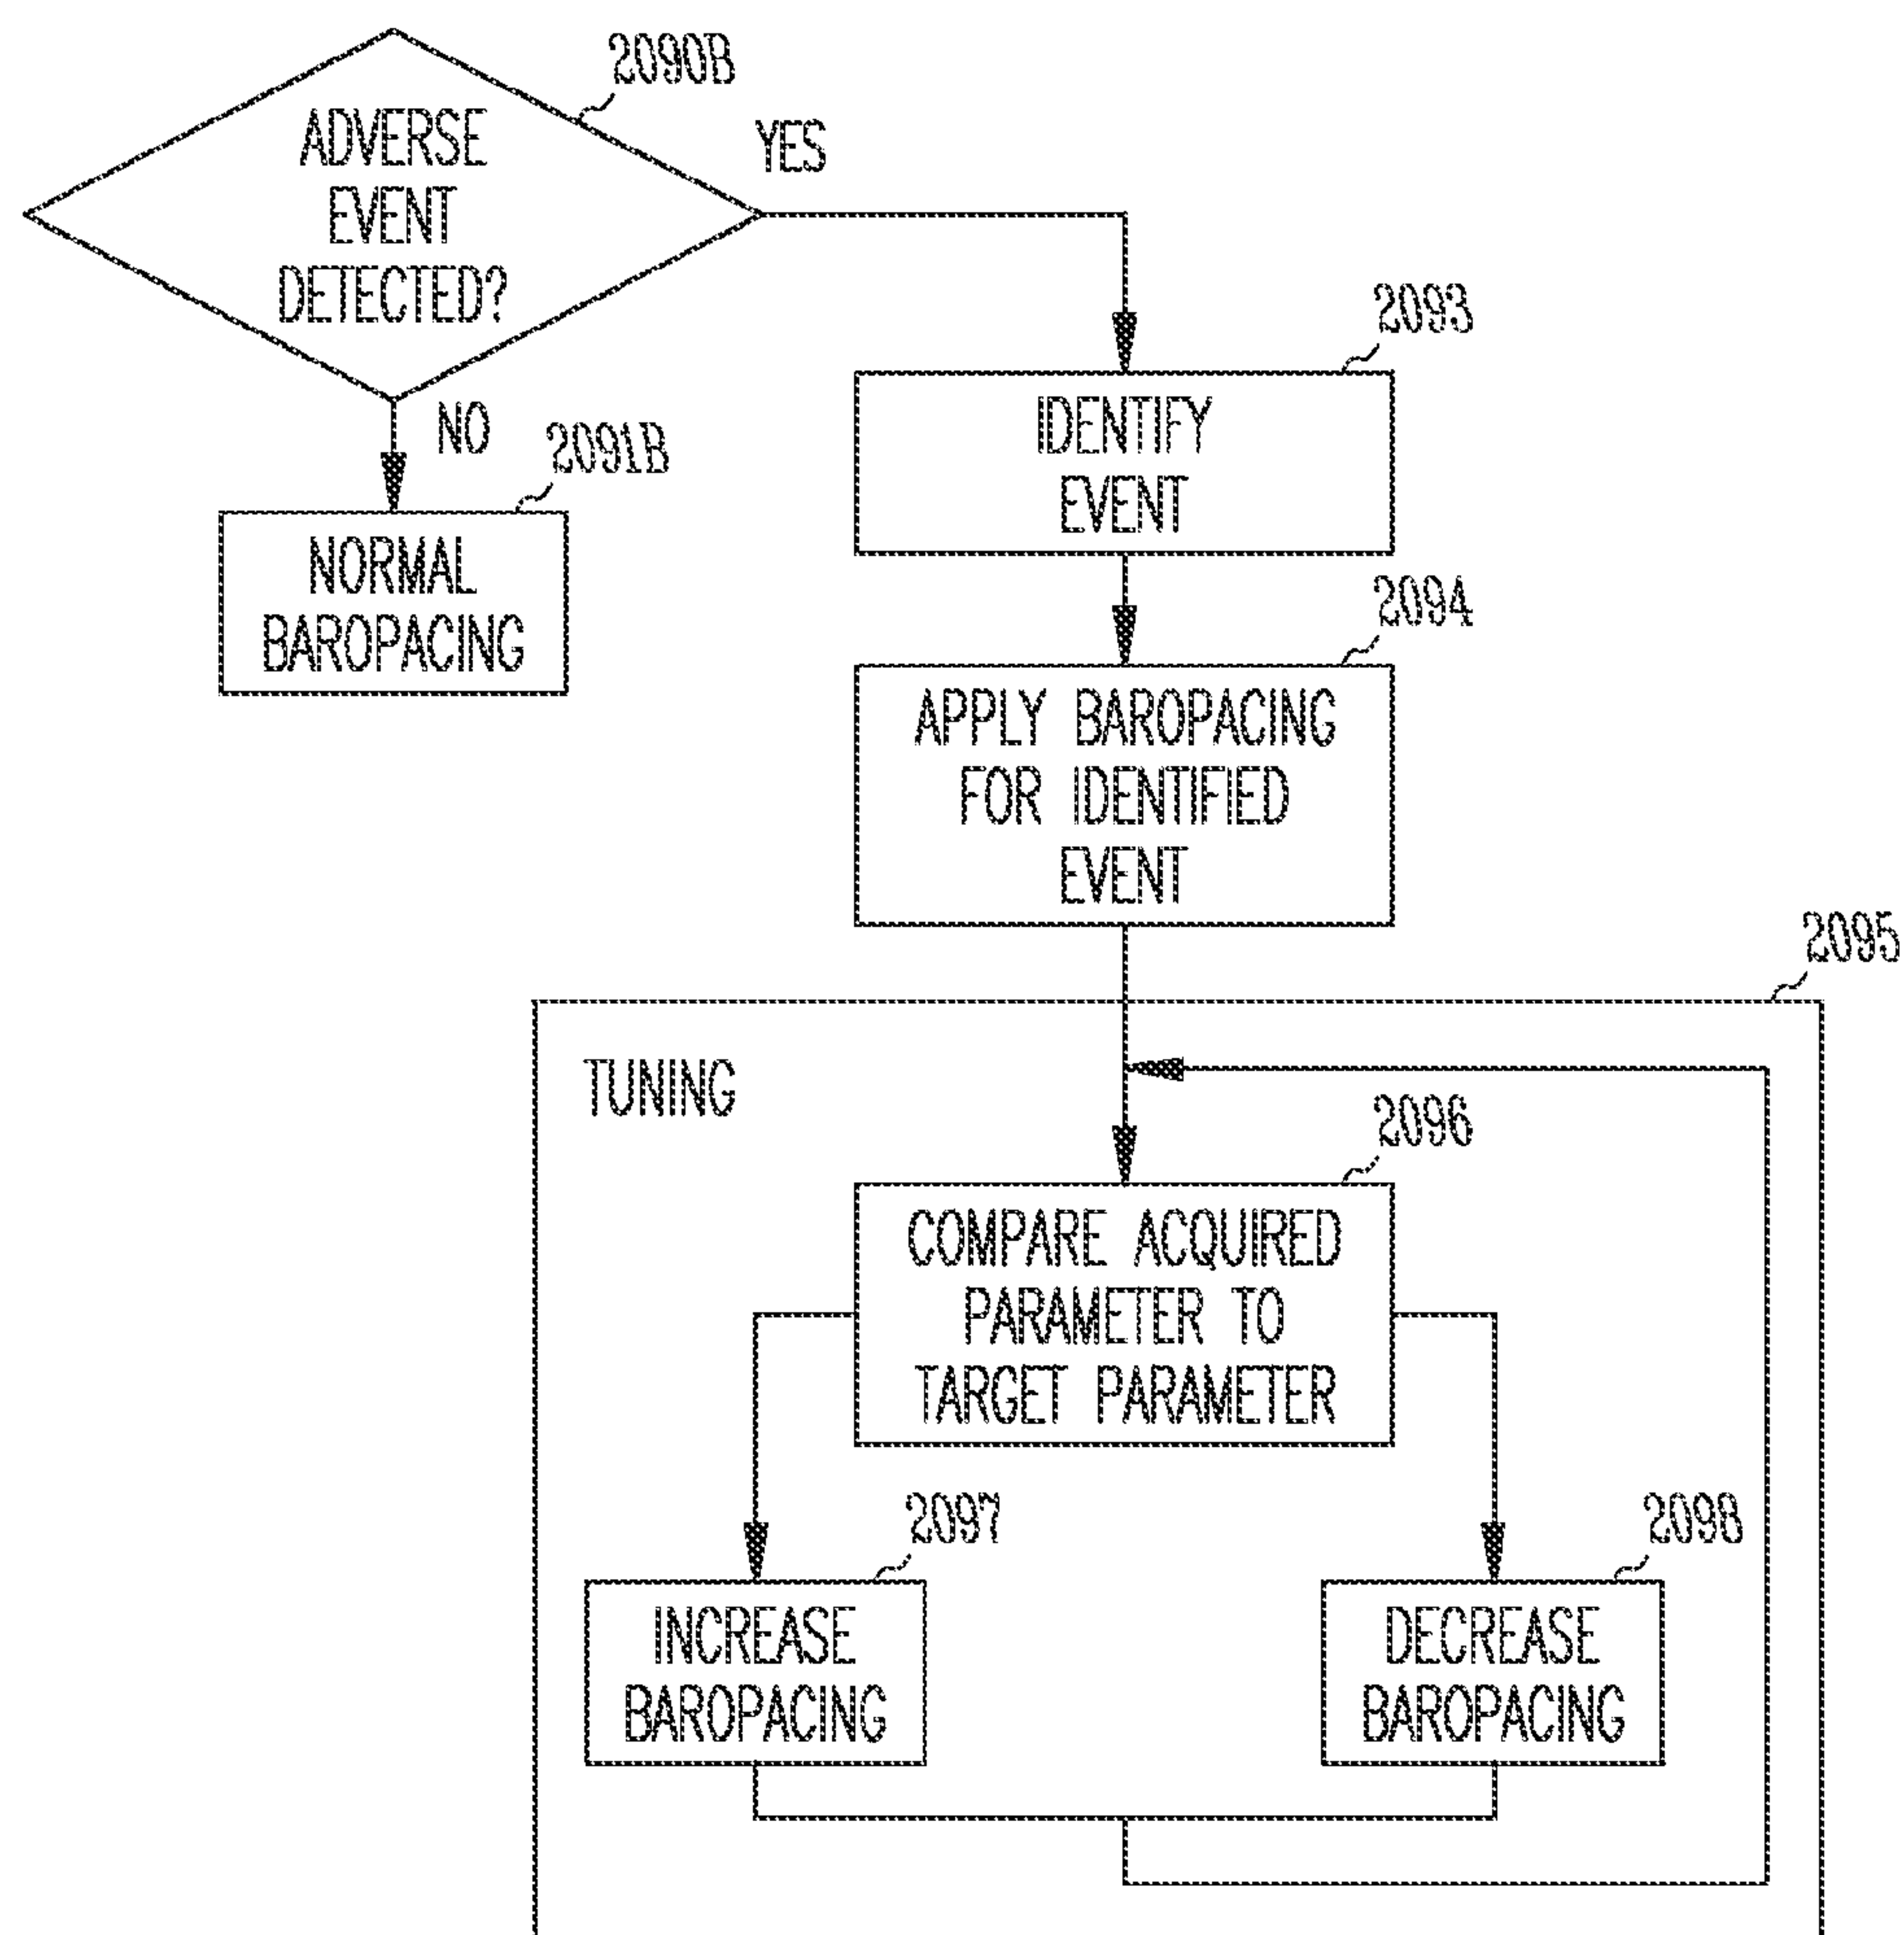 2090B
ADVERSE
EVENT
DETECTED?
YES
NO
2091B
NORMAL
BAROPACING
2093
IDENTIFY
EVENT
2094
APPLY BAROPACING
FOR IDENTIFIED
EVENT
2095
TUNING
2096
COMPARE ACQUIRED
PARAMETER TO
TARGET PARAMETER
2097
INCREASE
BAROPACING
2098
DECREASE
BAROPACING